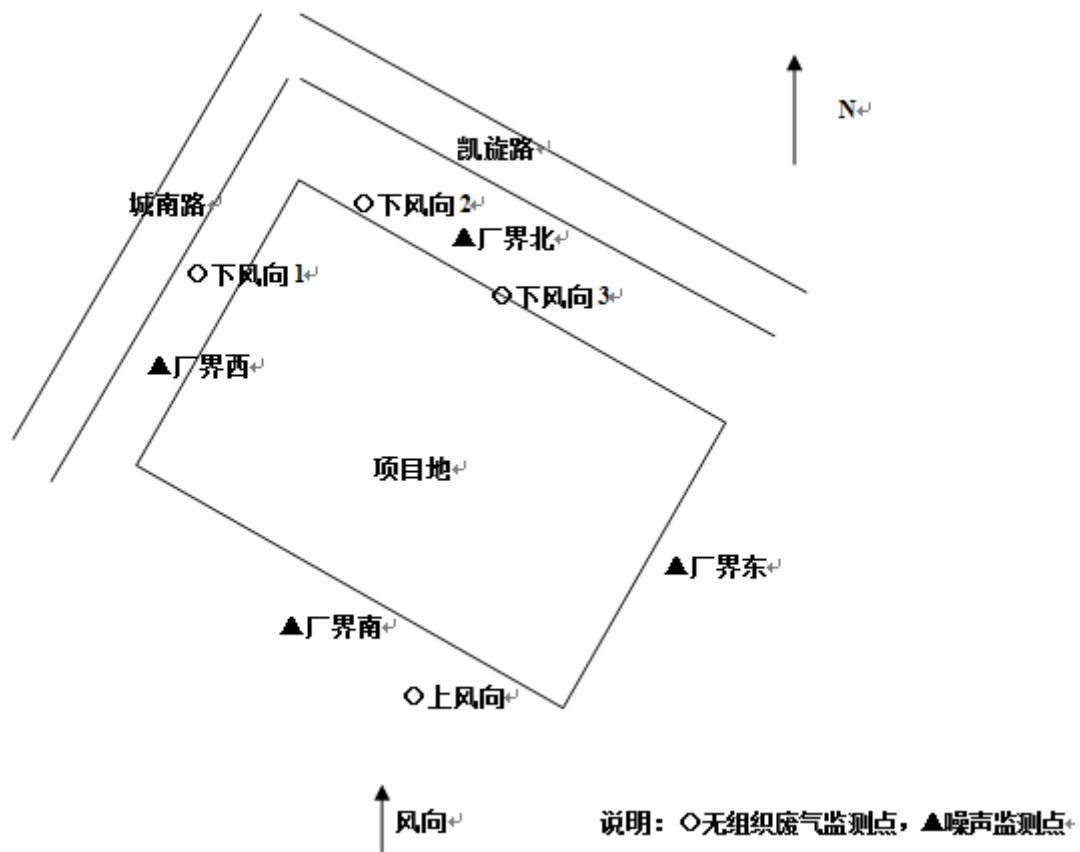 N
凯旋路
城南路
下风向2
厂界北
下风向1
下风向3
厂界西
项目地
厂界东
厂界南
上风向
风向
说明：○无组织废气监测点，▲噪声监测点